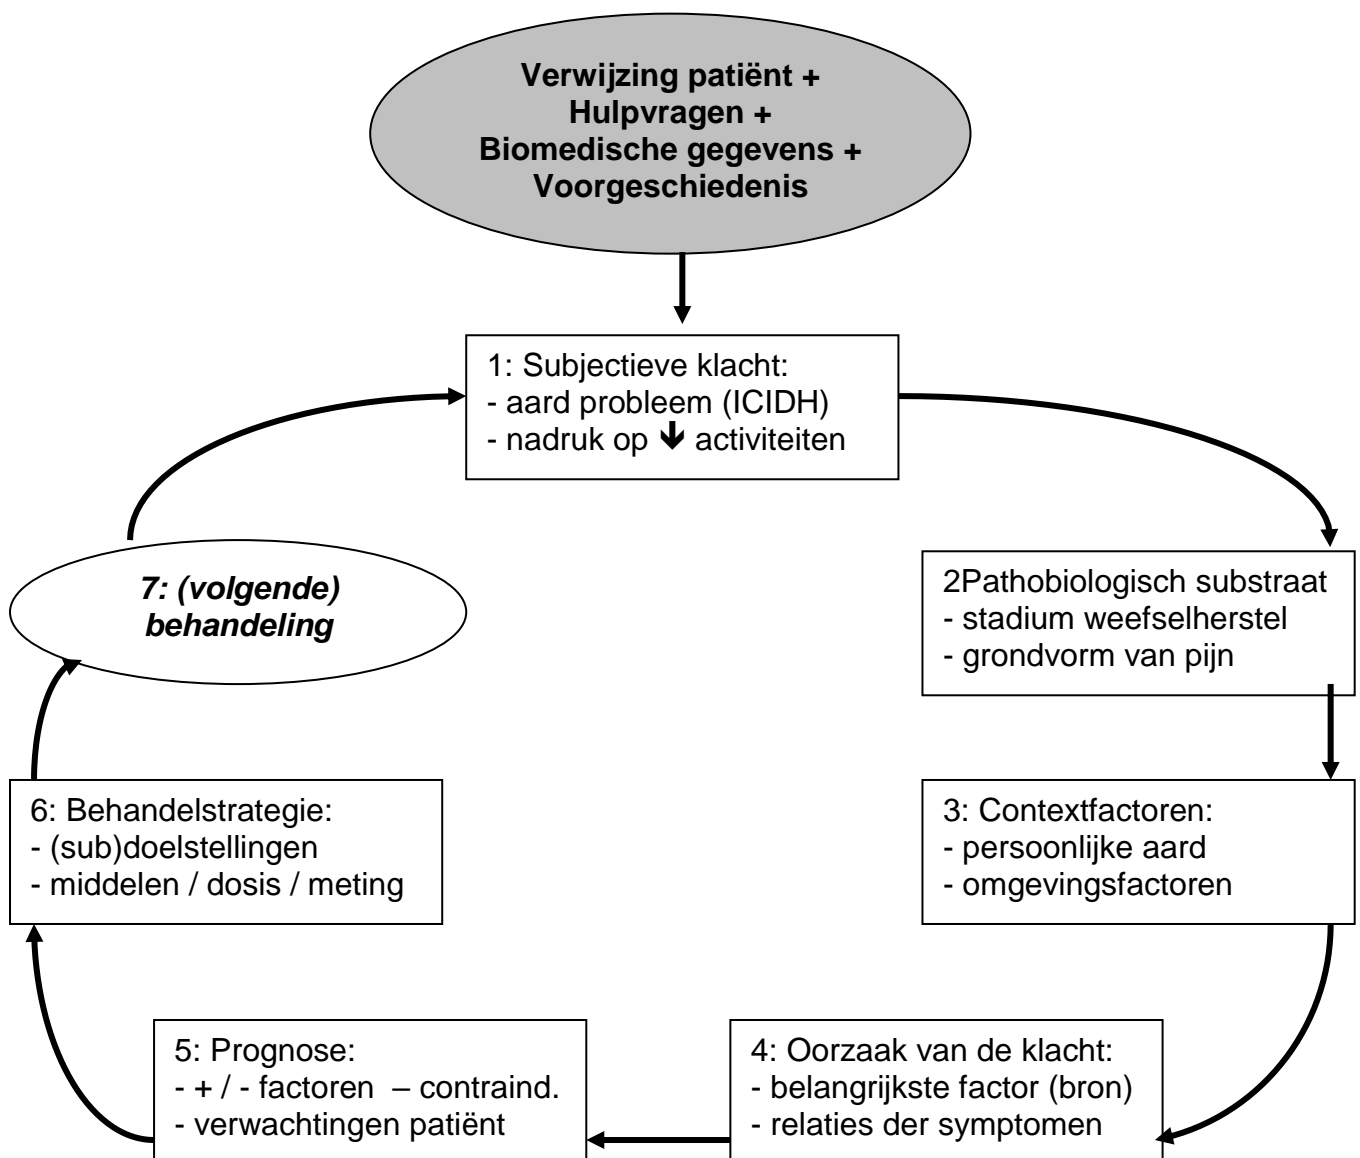 Verwijzing patiënt +
Hulpvragen +
Biomedische gegevens +
Voorgeschiedenis
1: Subjectieve klacht:
- aard probleem (ICIDH)
- nadruk op 🡻 activiteiten
2Pathobiologisch substraat
- stadium weefselherstel
- grondvorm van pijn
3: Contextfactoren:
- persoonlijke aard
- omgevingsfactoren
4: Oorzaak van de klacht:
- belangrijkste factor (bron)
- relaties der symptomen
5: Prognose:
- + / - factoren – contraind.
- verwachtingen patiënt
6: Behandelstrategie:
- (sub)doelstellingen
- middelen / dosis / meting
7: (volgende)
behandeling